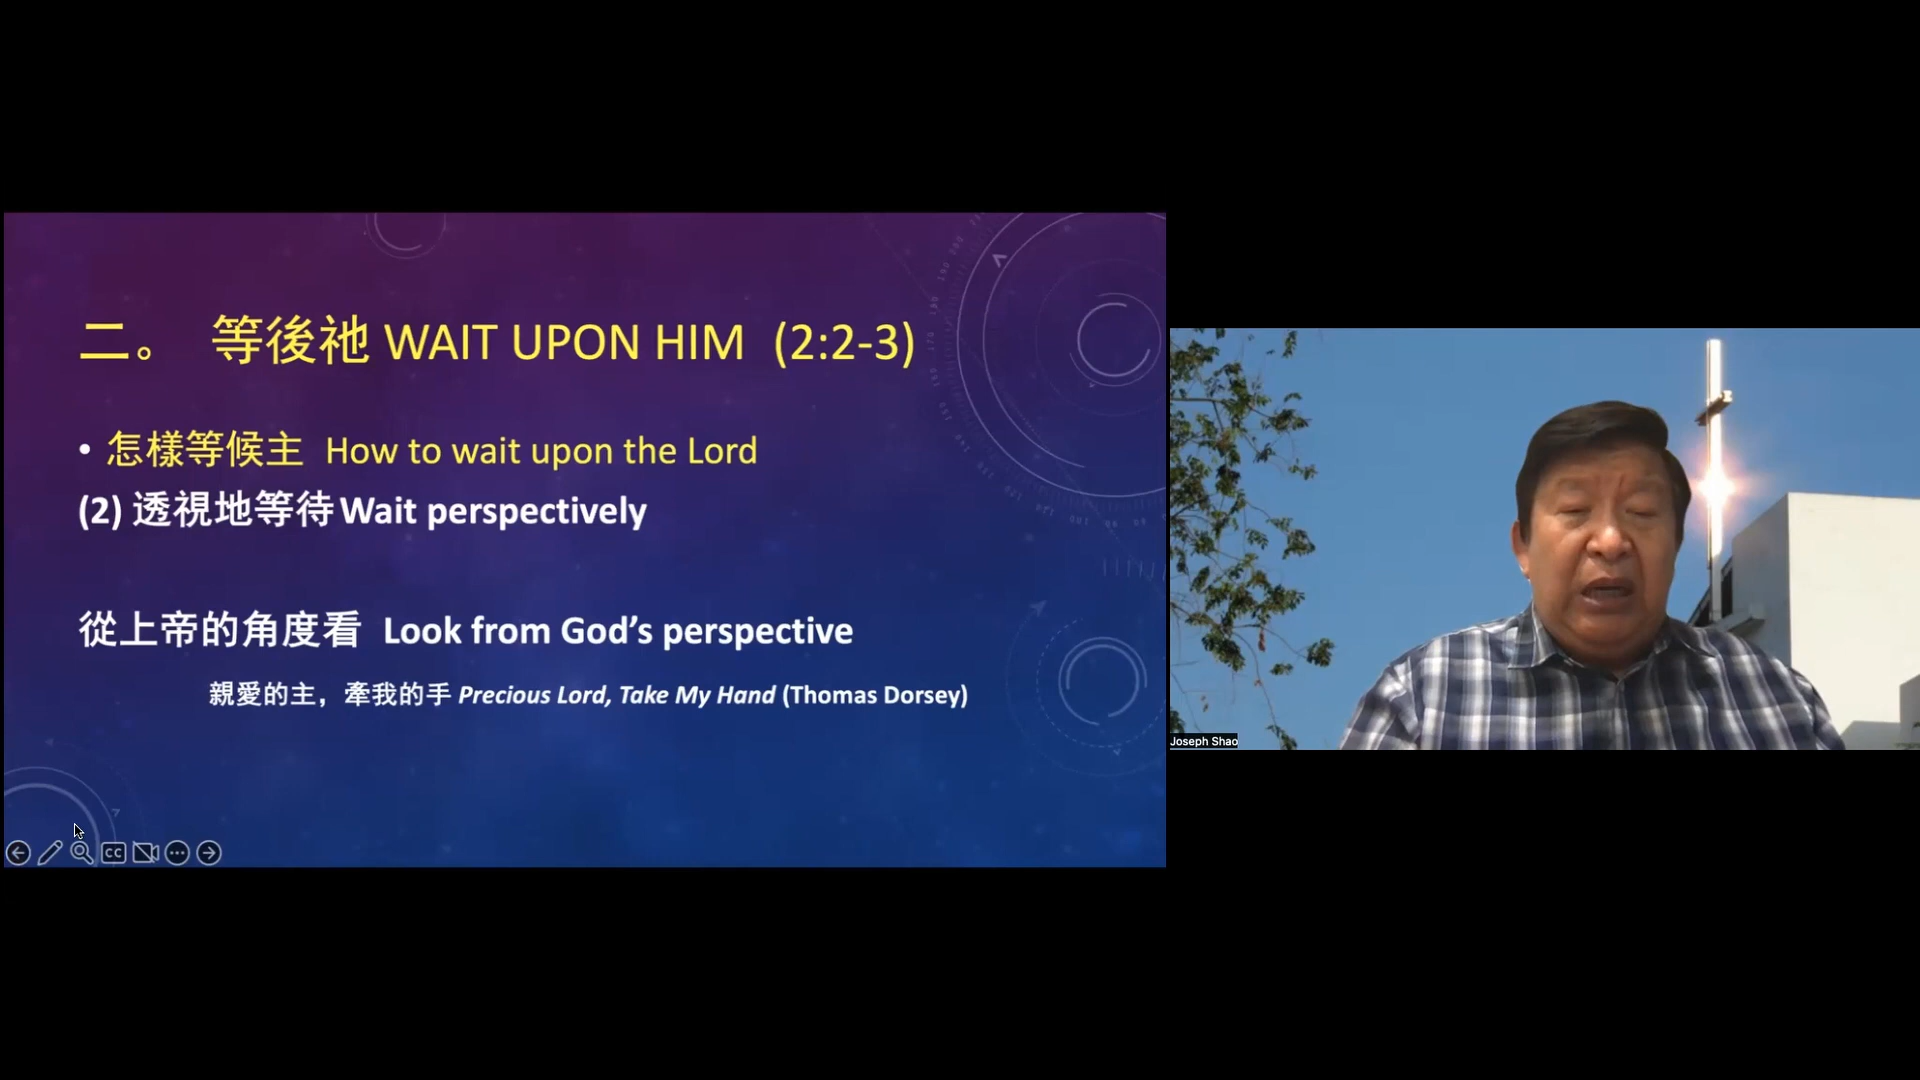 二。 等後祂 WAIT UPON HIM (2:2-3)
• 怎樣等候主 How to wait upon the Lord
(2) 透視地等待 Wait perspectively
從上帝的角度看 Look from God's perspective
親愛的主，牽我的手 Precious Lord, Take My Hand (Thomas Dorsey)
CC
Joseph Shao